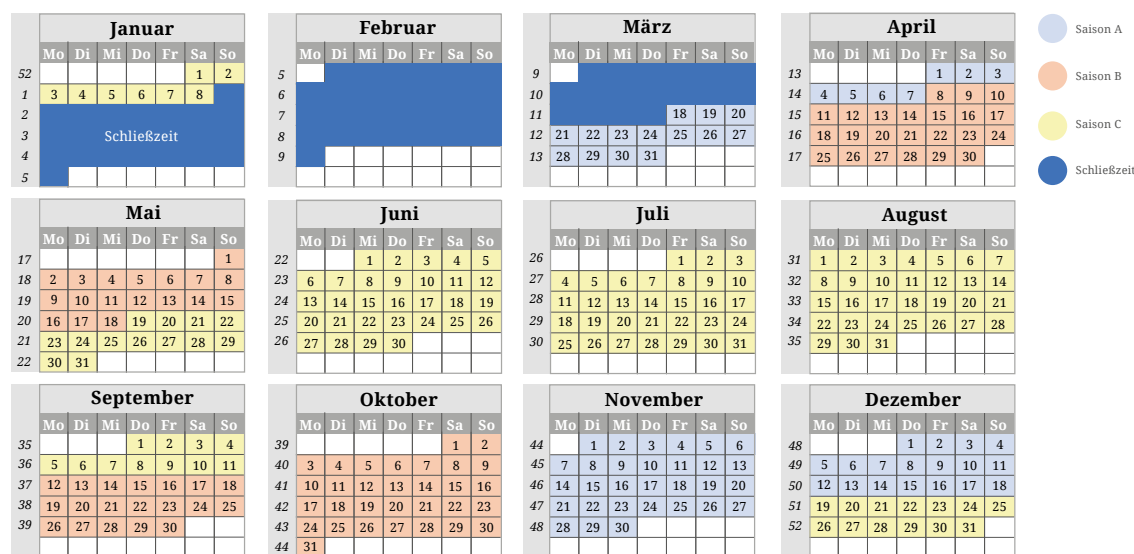 Januar Februar März April Saison A
Mo Di Mi Do Fr Sa So Mo Di Mi Do Fr Sa So Mo Di Mi Do Fr Sa So Mo Di Mi Do Fr Sa So
52 1 2 5 9 13 1 2 3 Saison B
1 3 4 5 6 7 8 6 10 14 4 5 6 7 8 9 10
2 7 11 18 19 20 15 11 12 13 14 15 16 17 Saison C
3 Schließzeit 8 12 21 22 23 24 25 26 27 16 18 19 20 21 22 23 24
4 9 13 28 29 30 31 17 25 26 27 28 29 30 Schließzeit
5
Mai Juni Juli August
Mo Di Mi Do Fr Sa So Mo Di Mi Do Fr Sa So Mo Di Mi Do Fr Sa So Mo Di Mi Do Fr Sa So
17 1 22 1 2 3 4 5 26 1 2 3 31 1 2 3 4 5 6 7
18 2 3 4 5 6 7 8 23 6 7 8 9 10 11 12 27 4 5 6 7 8 9 10 32 8 9 10 11 12 13 14
19 9 10 11 12 13 14 15 24 13 14 15 16 17 18 19 28 11 12 13 14 15 16 17 33 15 16 17 18 19 20 21
20 16 17 18 19 20 21 22 25 20 21 22 23 24 25 26 29 18 19 20 21 22 23 24 34 22 23 24 25 26 27 28
21 23 24 25 26 27 28 29 26 27 28 29 30 30 25 26 27 28 29 30 31 35 29 30 31
22 30 31
September Oktober November Dezember
Mo Di Mi Do Fr Sa So Mo Di Mi Do Fr Sa So Mo Di Mi Do Fr Sa So Mo Di Mi Do Fr Sa So
35 1 2 3 4 39 1 2 44 1 2 3 4 5 6 48 1 2 3 4
36 5 6 7 8 9 10 11 40 3 4 5 6 7 8 9 45 7 8 9 10 11 12 13 49 5 6 7 8 9 10 11
37 12 13 14 15 16 17 18 41 10 11 12 13 14 15 16 46 14 15 16 17 18 19 20 50 12 13 14 15 16 17 18
38 19 20 21 22 23 24 25 42 17 18 19 20 21 22 23 47 21 22 23 24 25 26 27 51 19 20 21 22 23 24 25
39 26 27 28 29 30 43 24 25 26 27 28 29 30 48 28 29 30 52 26 27 28 29 30 31
44 31